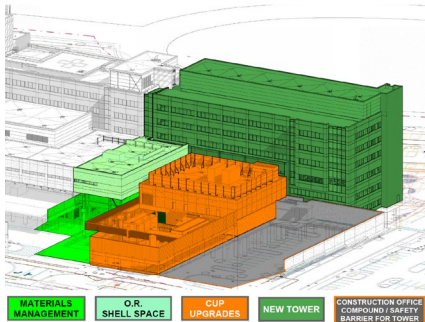 MATERIALS
MANAGEMENT
O.R.
SHELL SPACE
CUP
UPGRADES
NEW TOWER
CONSTRUCTION OFFICE
COMPOUND / SAFETY
BARRIER FOR TOWER